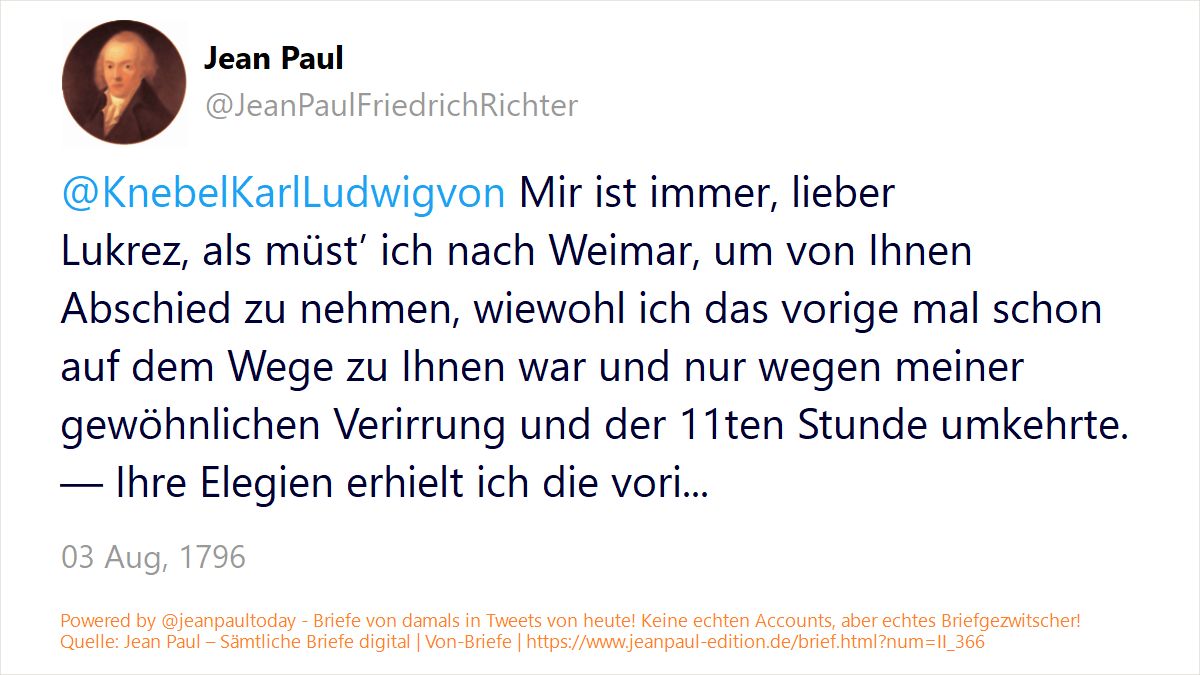 Jean Paul
@JeanPaulFriedrichRichter
@KnebelKarlLudwigvon Mir ist immer, lieber
Lukrez, als müst’ ich nach Weimar, um von Ihnen
Abschied zu nehmen, wiewohl ich das vorige mal schon
auf dem Wege zu Ihnen war und nur wegen meiner
gewöhnlichen Verirrung und der 11ten Stunde umkehrte.
— Ihre Elegien erhielt ich die vori...
03 Aug, 1796
Powered by @jeanpaultoday - Briefe von damals in Tweets von heute! Keine echten Accounts, aber echtes Briefgezwitscher!
Quelle: Jean Paul – Sämtliche Briefe digital | Von-Briefe | https://www.jeanpaul-edition.de/brief.html?num=II_366